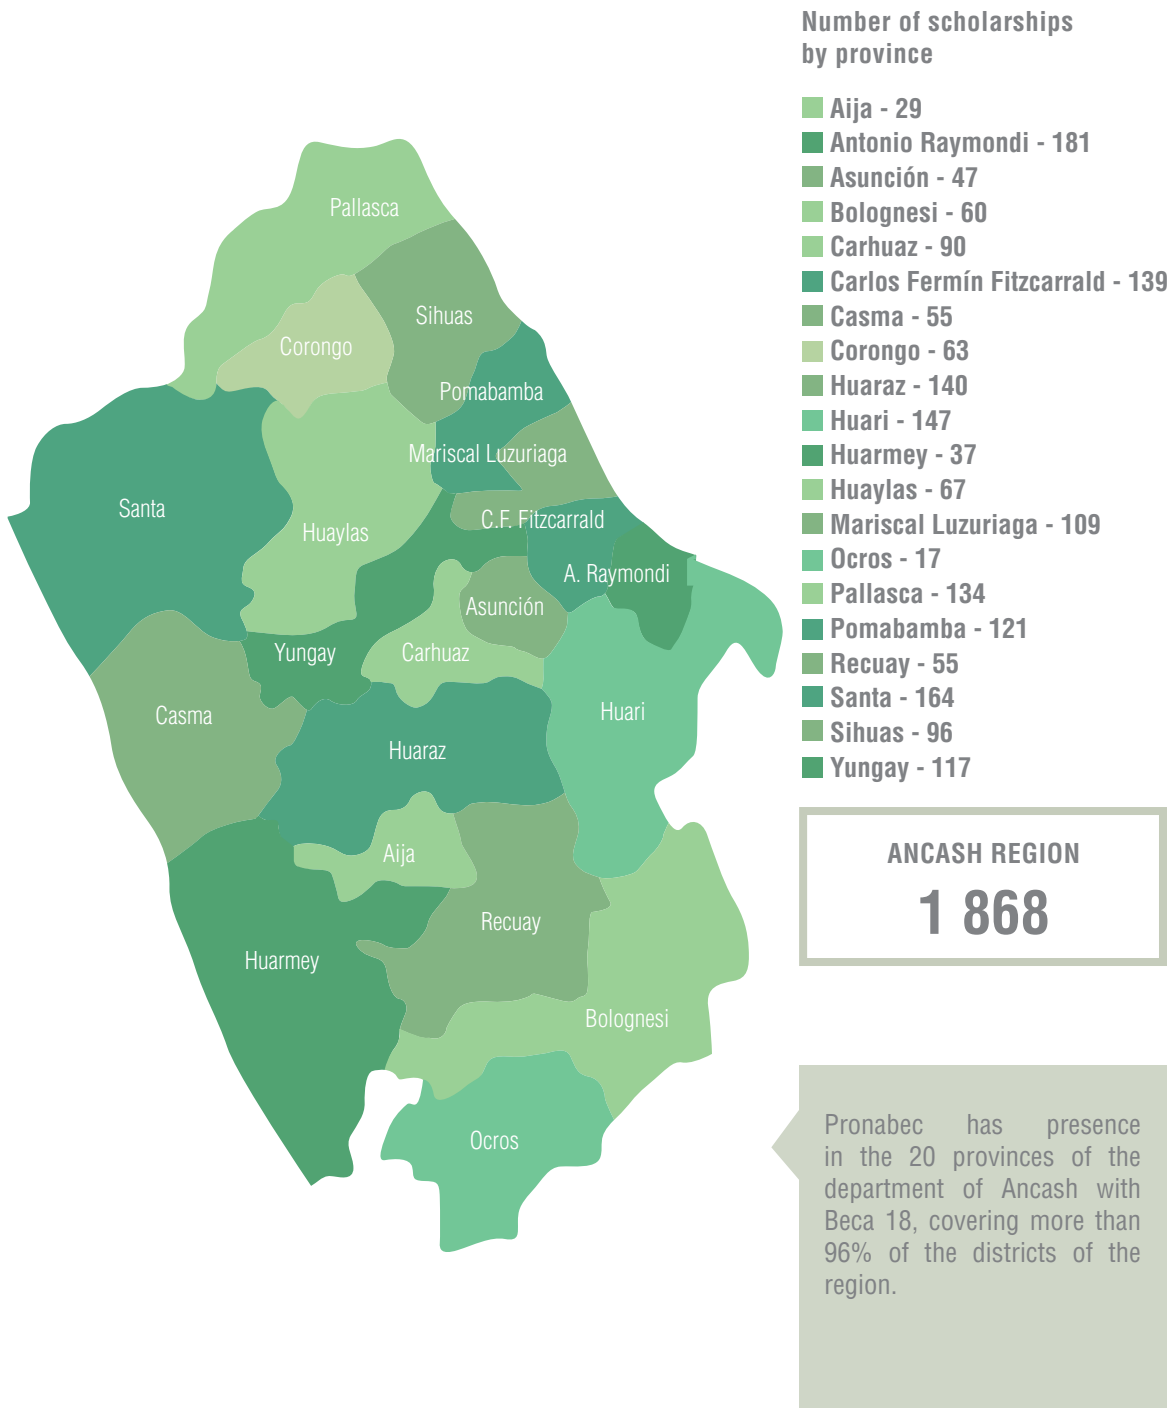 Number of scholarships
by province
Aija - 29
Antonio Raymondi - 181
Asunción - 47
Bolognesi - 60
Carhuaz - 90
Carlos Fermín Fitzcarrald - 139
Casma - 55
Corongo - 63
Huaraz - 140
Huari - 147
Huarmey - 37
Huaylas - 67
Mariscal Luzuriaga - 109
Ocros - 17
Pallasca - 134
Pomabamba - 121
Recuay - 55
Santa - 164
Sihuas - 96
Yungay - 117
Pallasca
Sihuas
Corongo
Pomabamba
Mariscal Luzuriaga
Santa
C.F. Fitzcarrald
Huaylas
A. Raymondi
Asunción
Yungay
Carhuaz
Casma
Huari
Huaraz
Aija
Recuay
Huarmey
Bolognesi
Ocros
ANCASH REGION
1 868
Pronabec has presence
in the 20 provinces of the
department of Ancash with
Beca 18, covering more than
96% of the districts of the
region.